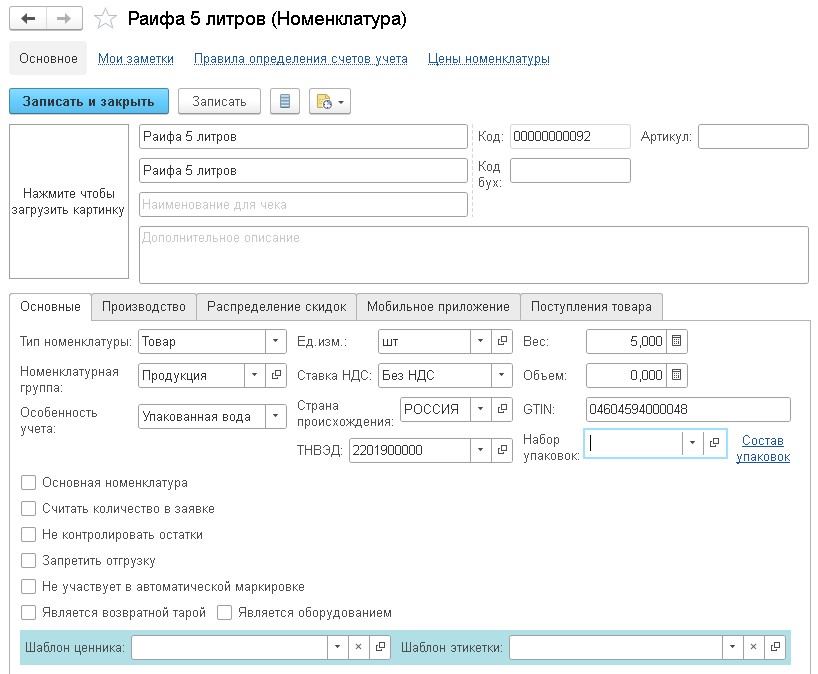 Раифа 5 литров (Номенклатура)
Основное Мои заметки Правила определения счетов учета Цены номенклатуры
Записать и закрыть Записать
Нажмите чтобы загрузить картинку
Раифа 5 литров Код: 00000000092 Артикул:
Раифа 5 литров Код бух:
Наименование для чека
Дополнительное описание
Основные Производство Распределение скидок Мобильное приложение Поступления товара
Тип номенклатуры: Товар Ед.изм.: шт Вес: 5,000
Номенклатурная группа: Продукция Ставка НДС: Без НДС Объем: 0,000
Особенность учета: Упакованная вода Страна происхождения: РОССИЯ GTIN: 04604594000048
ТНВЭД: 2201900000 Набор упаковок: Состав упаковок
Основная номенклатура
Считать количество в заявке
Не контролировать остатки
Запретить отгрузку
Не участвует в автоматической маркировке
Является возвратной тарой Является оборудованием
Шаблон ценника: Шаблон этикетки: